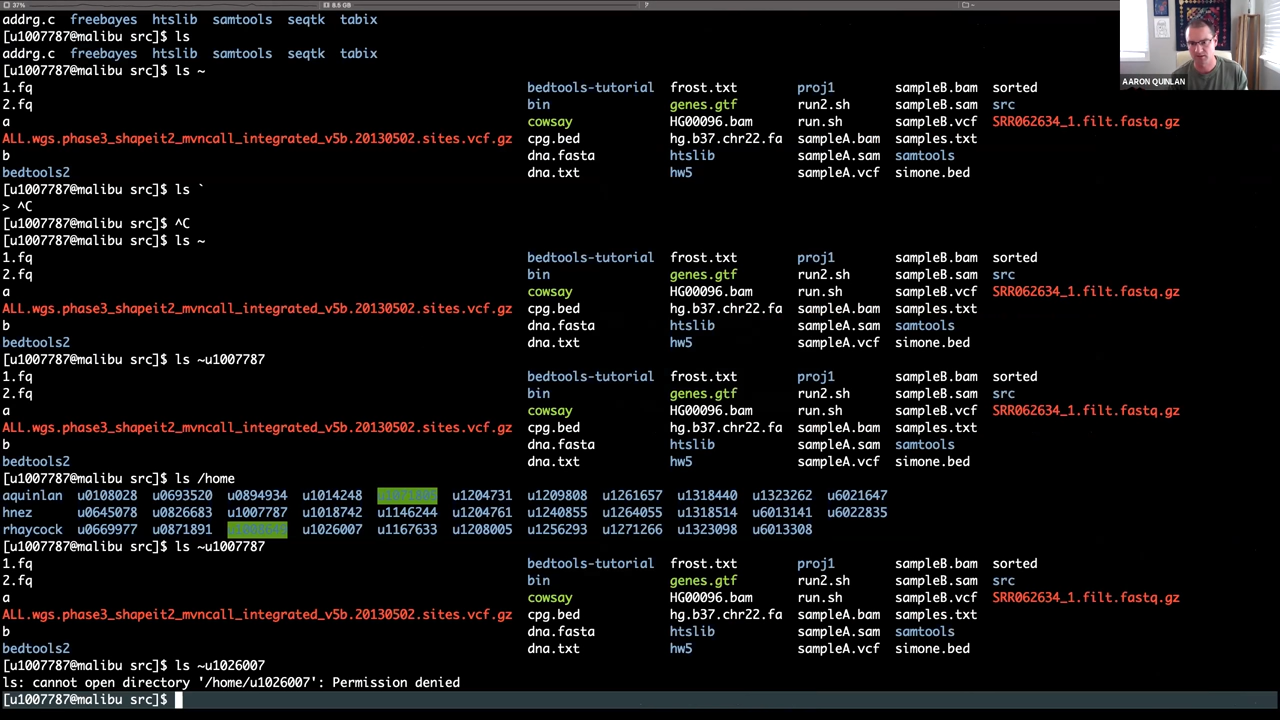 37% 8.5 GB
addrg.c freebayes htslib samtools seqtk tabix
[u1007787@malibu src]$ ls
addrg.c freebayes htslib samtools seqtk tabix
[u1007787@malibu src]$ ls ~
1.fq bedtools-tutorial frost.txt proj1 sampleB.bam sorted
2.fq bin genes.gtf run2.sh sampleB.sam src
a cowsay HG00096.bam run.sh sampleB.vcf SRR062634_1.filt.fastq.gz
ALL.wgs.phase3_shapeit2_mvncall_integrated_v5b.20130502.sites.vcf.gz cpg.bed hg.b37.chr22.fa sampleA.bam samples.txt
b dna.fasta htslib sampleA.sam samtools
bedtools2 dna.txt hw5 sampleA.vcf simone.bed
[u1007787@malibu src]$ ls `
> ^C
[u1007787@malibu src]$ ^C
[u1007787@malibu src]$ ls ~
1.fq bedtools-tutorial frost.txt proj1 sampleB.bam sorted
2.fq bin genes.gtf run2.sh sampleB.sam src
a cowsay HG00096.bam run.sh sampleB.vcf SRR062634_1.filt.fastq.gz
ALL.wgs.phase3_shapeit2_mvncall_integrated_v5b.20130502.sites.vcf.gz cpg.bed hg.b37.chr22.fa sampleA.bam samples.txt
b dna.fasta htslib sampleA.sam samtools
bedtools2 dna.txt hw5 sampleA.vcf simone.bed
[u1007787@malibu src]$ ls ~u1007787
1.fq bedtools-tutorial frost.txt proj1 sampleB.bam sorted
2.fq bin genes.gtf run2.sh sampleB.sam src
a cowsay HG00096.bam run.sh sampleB.vcf SRR062634_1.filt.fastq.gz
ALL.wgs.phase3_shapeit2_mvncall_integrated_v5b.20130502.sites.vcf.gz cpg.bed hg.b37.chr22.fa sampleA.bam samples.txt
b dna.fasta htslib sampleA.sam samtools
bedtools2 dna.txt hw5 sampleA.vcf simone.bed
[u1007787@malibu src]$ ls /home
aquinlan u0108028 u0693520 u0894934 u1014248 u1204731 u1209808 u1261657 u1318440 u1323262 u6021647
hnez u0645078 u0826683 u1007787 u1018742 u1146244 u1204761 u1240855 u1264055 u1318514 u6013141 u6022835
rhaycock u0669977 u0871891 u1026007 u1167633 u1208005 u1256293 u1271266 u1323098 u6013308
[u1007787@malibu src]$ ls ~u1007787
1.fq bedtools-tutorial frost.txt proj1 sampleB.bam sorted
2.fq bin genes.gtf run2.sh sampleB.sam src
a cowsay HG00096.bam run.sh sampleB.vcf SRR062634_1.filt.fastq.gz
ALL.wgs.phase3_shapeit2_mvncall_integrated_v5b.20130502.sites.vcf.gz cpg.bed hg.b37.chr22.fa sampleA.bam samples.txt
b dna.fasta htslib sampleA.sam samtools
bedtools2 dna.txt hw5 sampleA.vcf simone.bed
[u1007787@malibu src]$ ls ~u1026007
ls: cannot open directory '/home/u1026007': Permission denied
[u1007787@malibu src]$
AARON QUINLAN